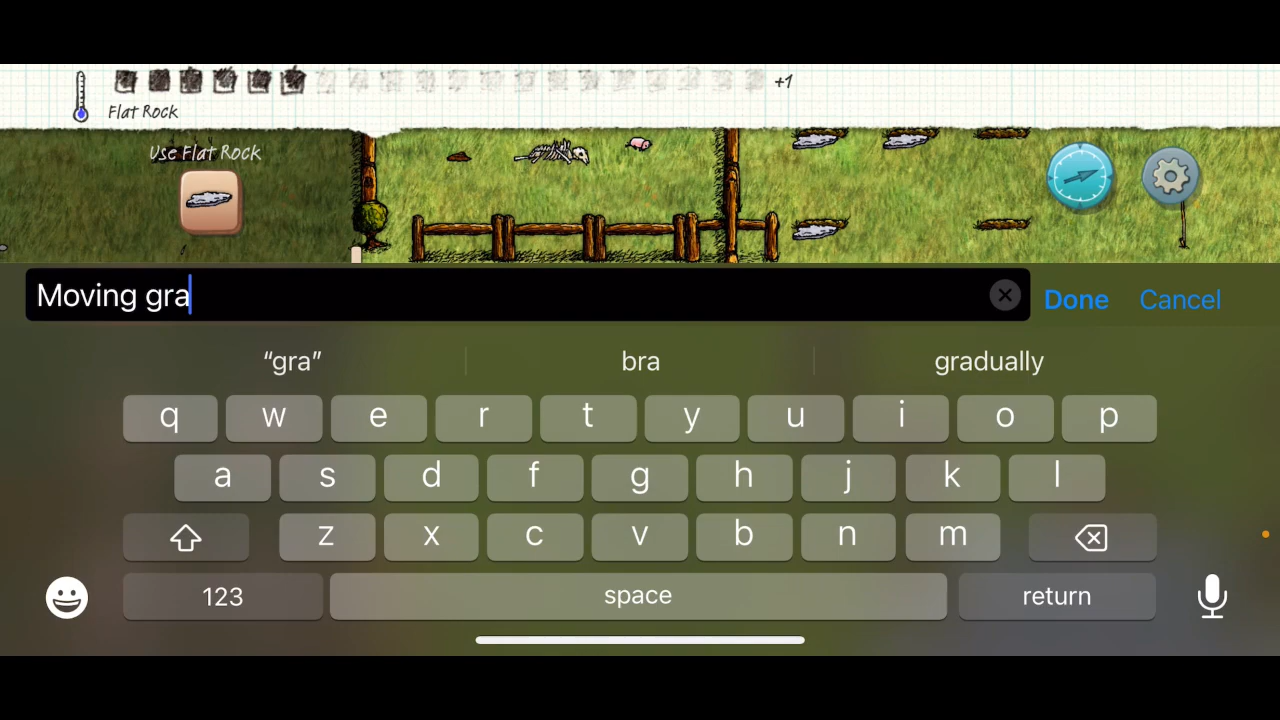 +1
Flat Rock
Use Flat Rock
Moving gra
Done
Cancel
“gra”
bra
gradually
q w e r t y u i o p
a s d f g h j k l
z x c v b n m
123
space
return